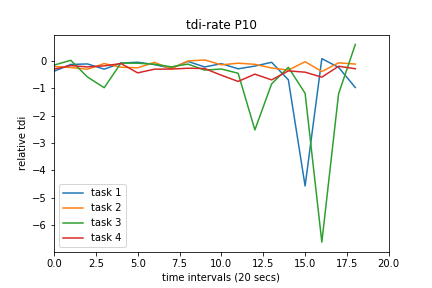 tdi-rate P10
relative tdi
0
−1
−2
−3
−4
−5
−6
task 1
task 2
task 3
task 4
0.0 2.5 5.0 7.5 10.0 12.5 15.0 17.5 20.0
time intervals (20 secs)